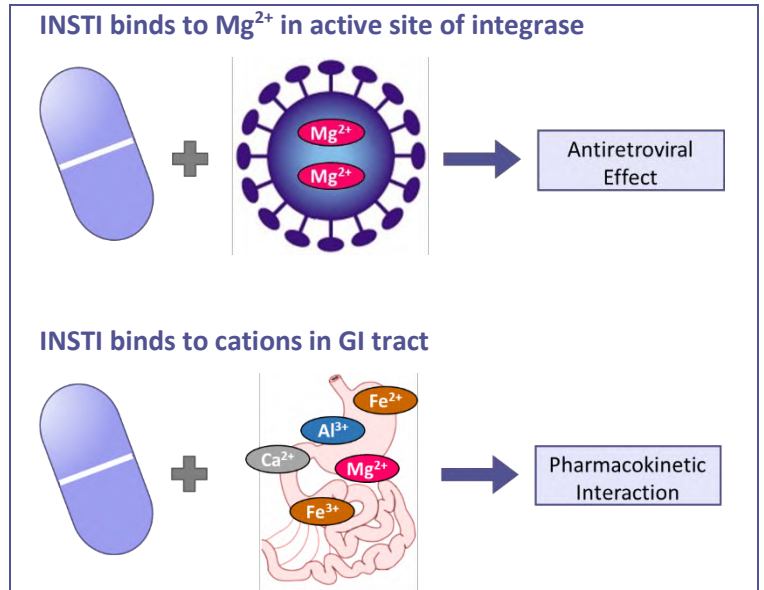 INSTI binds to Mg²⁺ in active site of integrase
Mg²⁺
Mg²⁺
Antiretroviral
Effect
INSTI binds to cations in GI tract
Fe²⁺
Al³⁺
Ca²⁺
Mg²⁺
Fe³⁺
Pharmacokinetic
Interaction